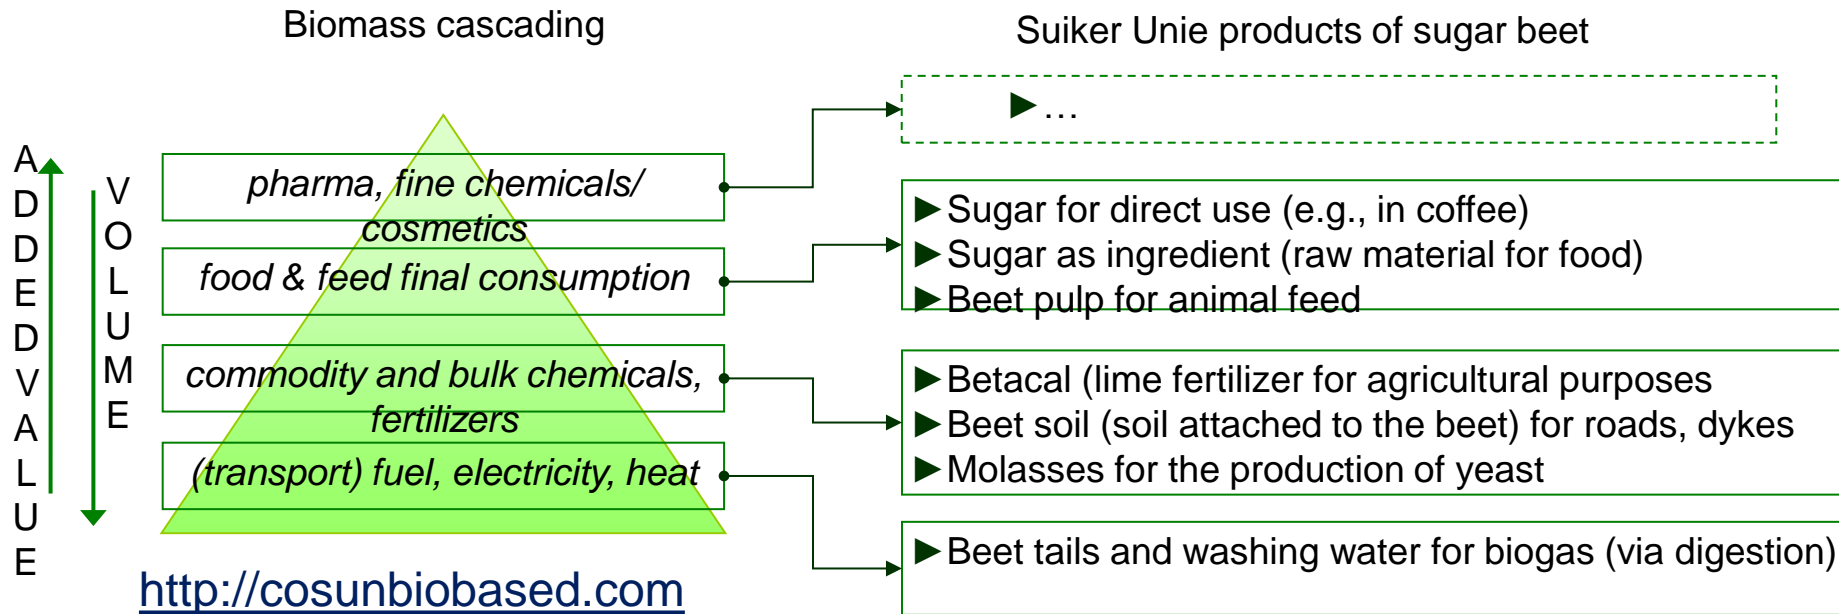 Biomass cascading
Suiker Unie products of sugar beet
ADDED VALUE
VOLUME
pharma, fine chemicals/
cosmetics
food & feed final consumption
commodity and bulk chemicals,
fertilizers
(transport) fuel, electricity, heat
http://cosunbiobased.com
►…
►Sugar for direct use (e.g., in coffee)
►Sugar as ingredient (raw material for food)
►Beet pulp for animal feed
►Betacal (lime fertilizer for agricultural purposes
►Beet soil (soil attached to the beet) for roads, dykes
►Molasses for the production of yeast
►Beet tails and washing water for biogas (via digestion)